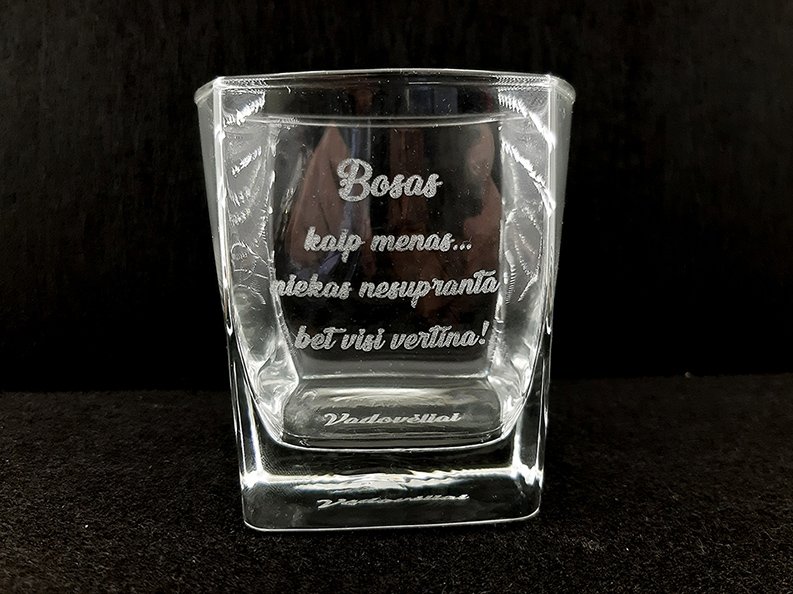 Bosas
kaip menas...
niekas nesupranta
bet visi vertina!
Vadovėliai